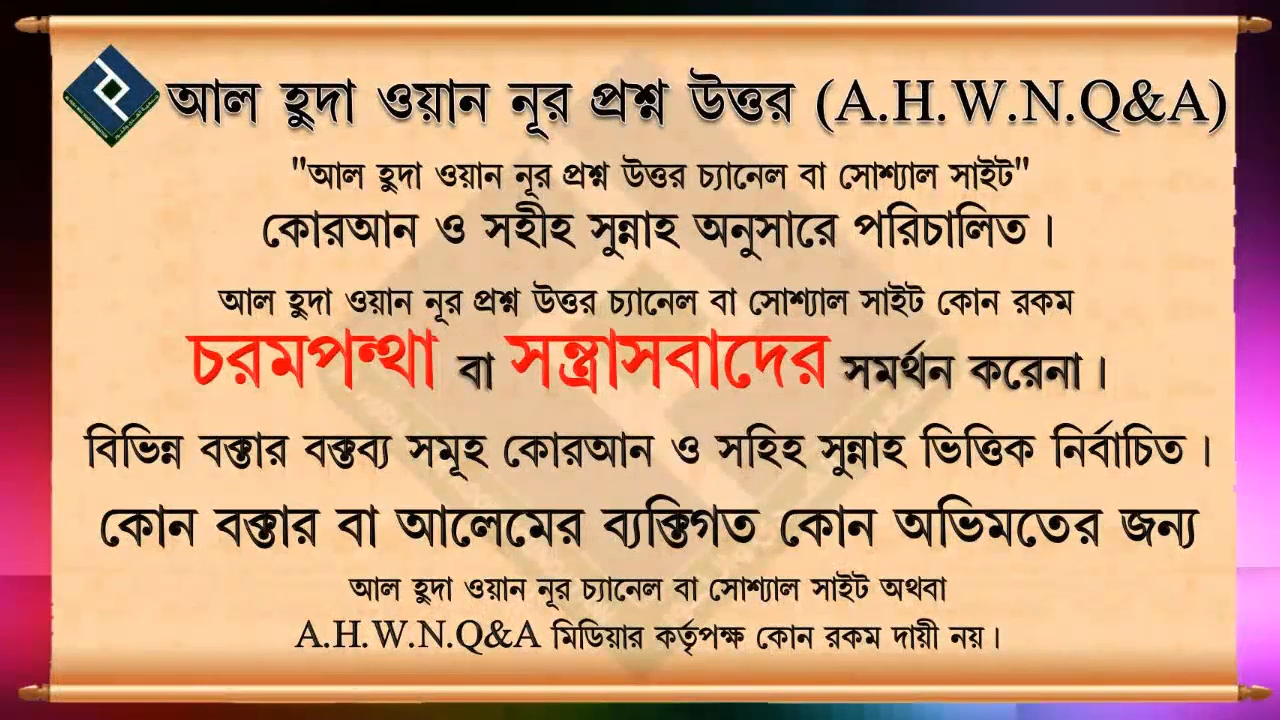 আল হুদা ওয়ান নূর প্রশ্ন উত্তর (A.H.W.N.Q&A)
"আল হুদা ওয়ান নূর প্রশ্ন উত্তর চ্যানেল বা সোশ্যাল সাইট"
কোরআন ও সহীহ সুন্নাহ অনুসারে পরিচালিত ।
আল হুদা ওয়ান নূর প্রশ্ন উত্তর চ্যানেল বা সোশ্যাল সাইট কোন রকম
চরমপন্থা বা সন্ত্রাসবাদের সমর্থন করেনা ।
বিভিন্ন বক্তার বক্তব্য সমূহ কোরআন ও সহিহ সুন্নাহ ভিত্তিক নির্বাচিত ।
কোন বক্তার বা আলেমের ব্যক্তিগত কোন অভিমতের জন্য
আল হুদা ওয়ান নূর চ্যানেল বা সোশ্যাল সাইট অথবা
A.H.W.N.Q&A মিডিয়ার কর্তৃপক্ষ কোন রকম দায়ী নয় ।